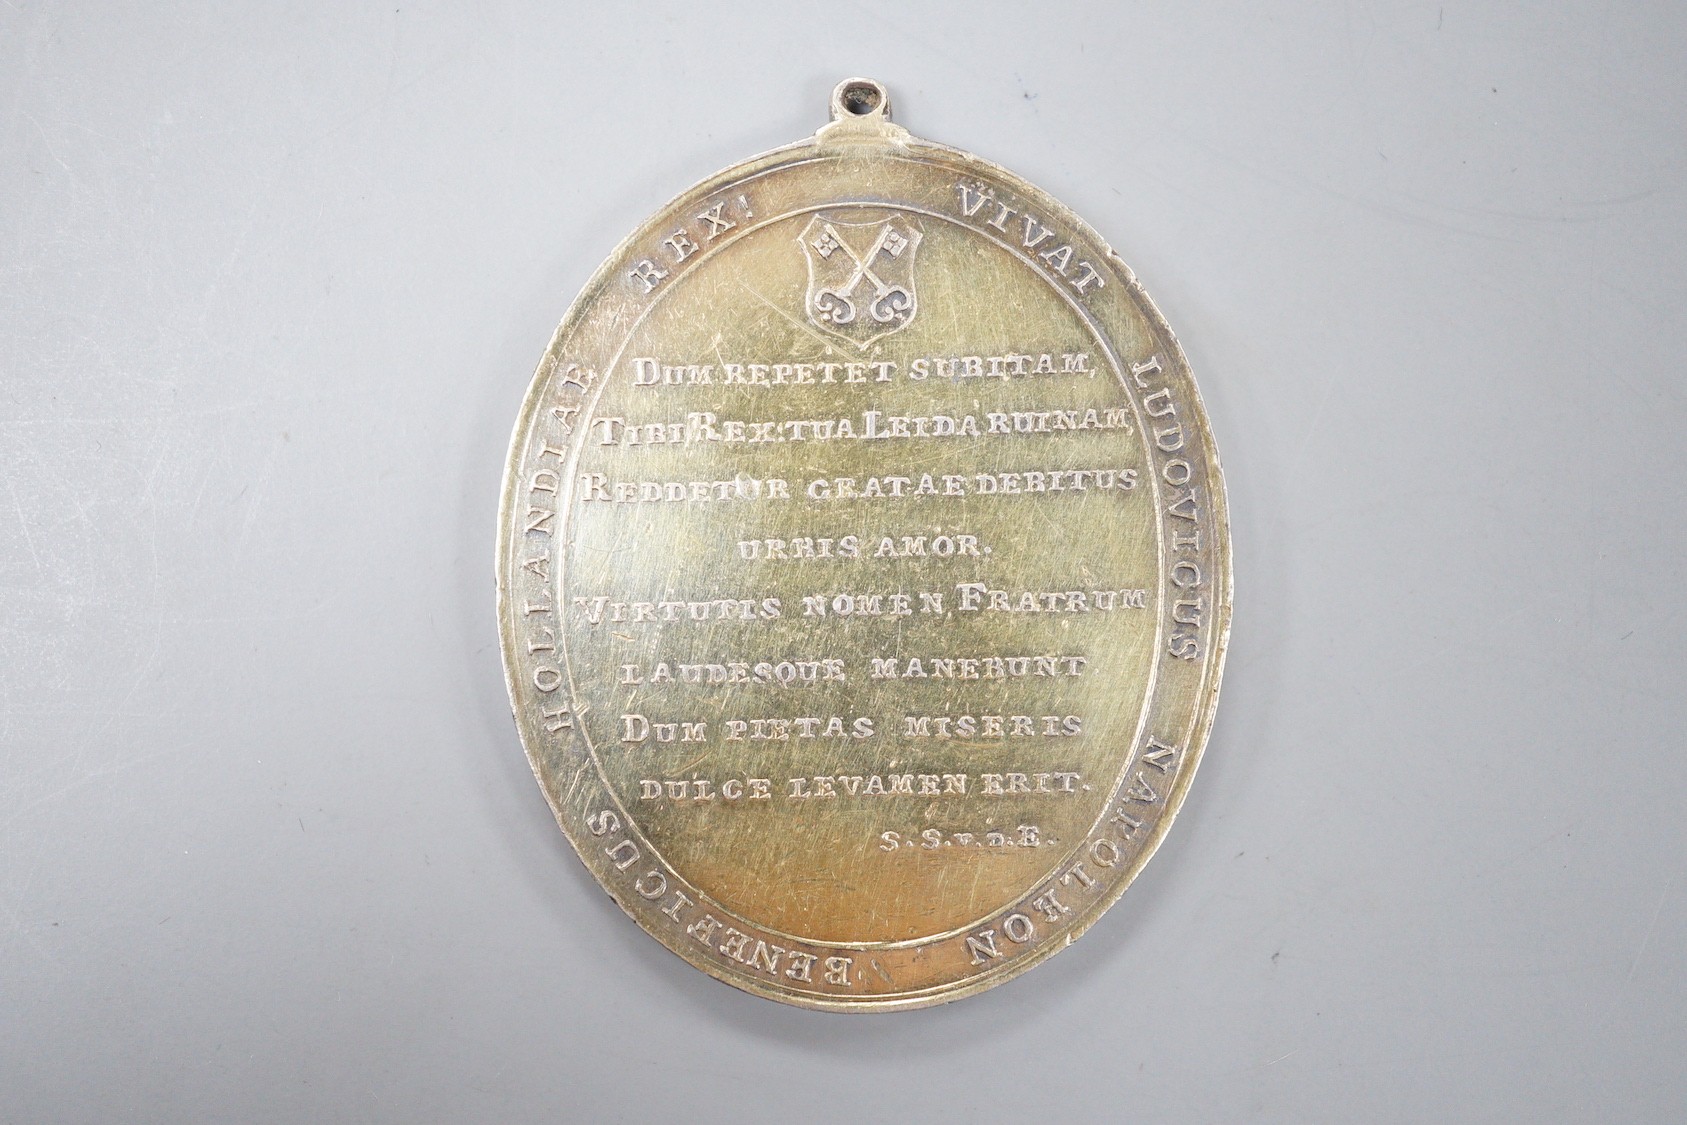 VIVAT LUDOVICUS NAPOLEON BENEFICUS HOLLANDIAE REX!
DUM REPETET SUBITAM,
TIBI, REX: TUA LEIDA RUINAM,
REDDETUR GRATAE DEBITUS
URBIS AMOR.
VIRTUTIS NOMEN, FRATRUM
LAUDESQUE MANEBUNT
DUM PIETAS MISERIS
DULCE LEVAMEN ERIT.
S. S. v. D. E.